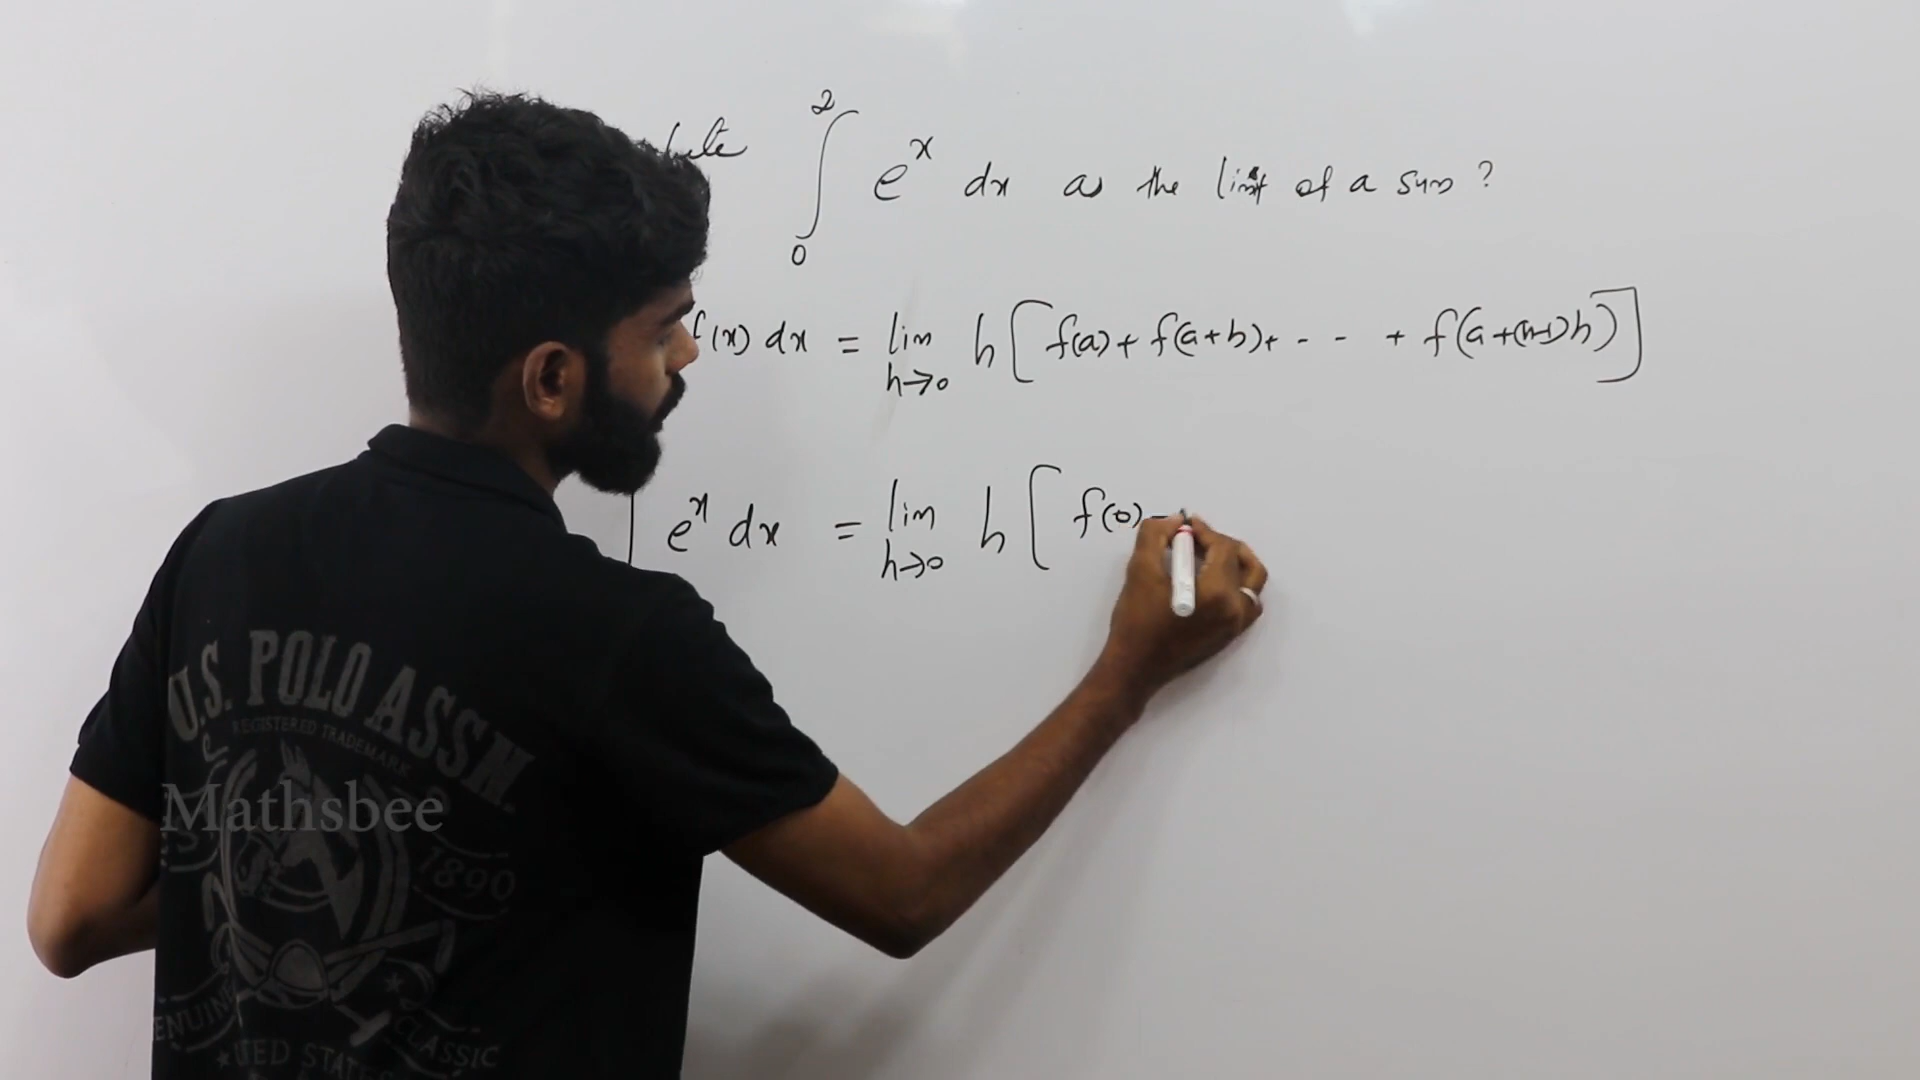 ∫₀² eˣ dx as the limit of a sum ?
f(x) dx = lim h→0 h[f(a) + f(a+h)+ - - + f(a+(n-1)h)]
eˣ dx = lim h→0 h[f(0)
U.S. POLO ASSN.
REGISTERED TRADEMARK
Mathsbee
1890
GENUINE
CLASSIC